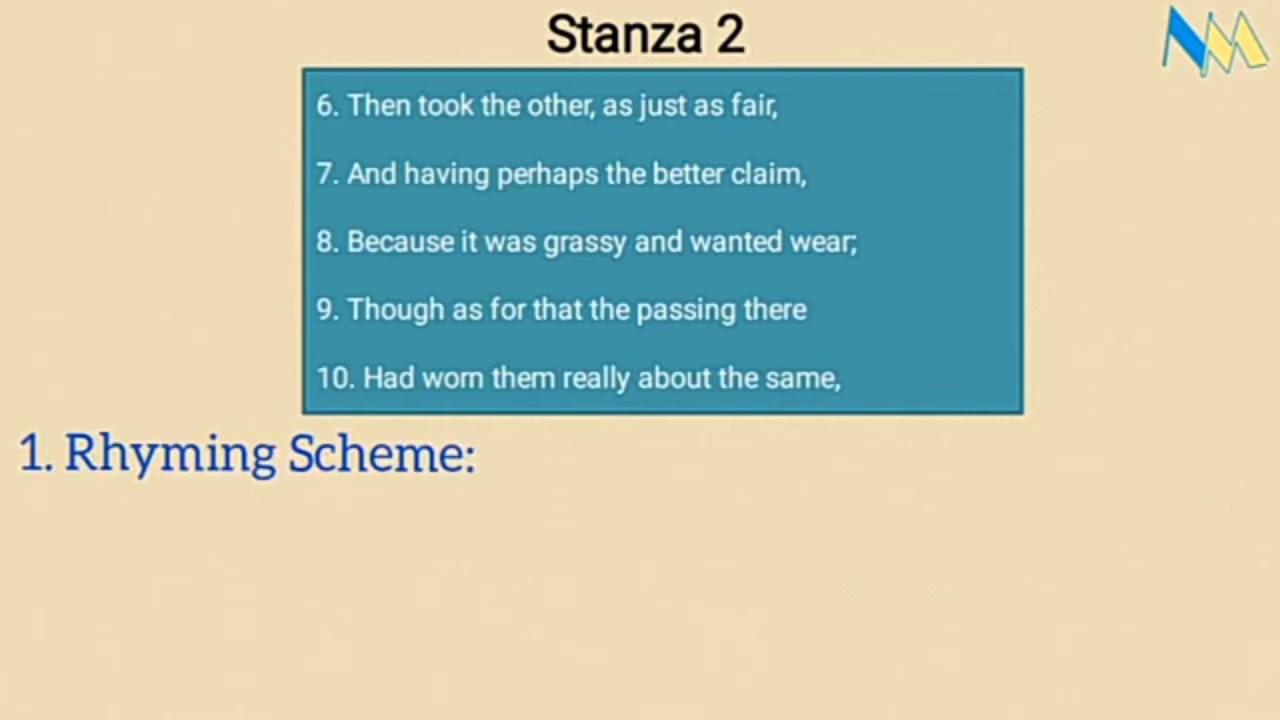 Stanza 2
6. Then took the other, as just as fair,
7. And having perhaps the better claim,
8. Because it was grassy and wanted wear;
9. Though as for that the passing there
10. Had worn them really about the same,
1. Rhyming Scheme: